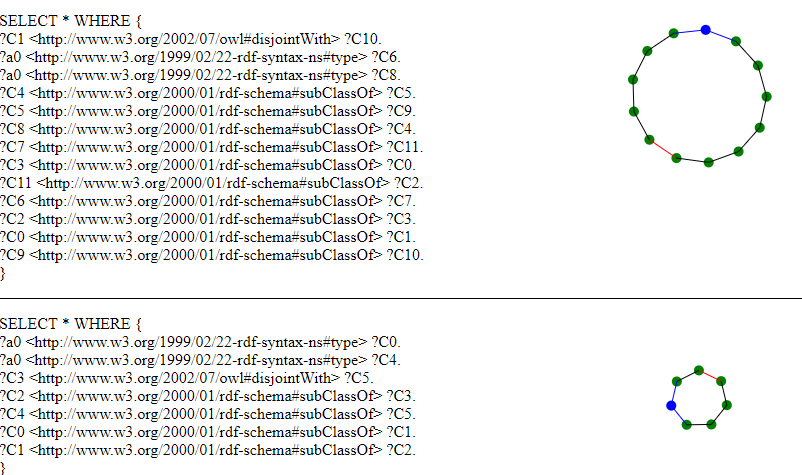 SELECT * WHERE {
?C1 <http://www.w3.org/2002/07/owl#disjointWith> ?C10.
?a0 <http://www.w3.org/1999/02/22-rdf-syntax-ns#type> ?C6.
?a0 <http://www.w3.org/1999/02/22-rdf-syntax-ns#type> ?C8.
?C4 <http://www.w3.org/2000/01/rdf-schema#subClassOf> ?C5.
?C5 <http://www.w3.org/2000/01/rdf-schema#subClassOf> ?C9.
?C8 <http://www.w3.org/2000/01/rdf-schema#subClassOf> ?C4.
?C7 <http://www.w3.org/2000/01/rdf-schema#subClassOf> ?C11.
?C3 <http://www.w3.org/2000/01/rdf-schema#subClassOf> ?C0.
?C11 <http://www.w3.org/2000/01/rdf-schema#subClassOf> ?C2.
?C6 <http://www.w3.org/2000/01/rdf-schema#subClassOf> ?C7.
?C2 <http://www.w3.org/2000/01/rdf-schema#subClassOf> ?C3.
?C0 <http://www.w3.org/2000/01/rdf-schema#subClassOf> ?C1.
?C9 <http://www.w3.org/2000/01/rdf-schema#subClassOf> ?C10.
}
SELECT * WHERE {
?a0 <http://www.w3.org/1999/02/22-rdf-syntax-ns#type> ?C0.
?a0 <http://www.w3.org/1999/02/22-rdf-syntax-ns#type> ?C4.
?C3 <http://www.w3.org/2002/07/owl#disjointWith> ?C5.
?C2 <http://www.w3.org/2000/01/rdf-schema#subClassOf> ?C3.
?C4 <http://www.w3.org/2000/01/rdf-schema#subClassOf> ?C5.
?C0 <http://www.w3.org/2000/01/rdf-schema#subClassOf> ?C1.
?C1 <http://www.w3.org/2000/01/rdf-schema#subClassOf> ?C2.
}